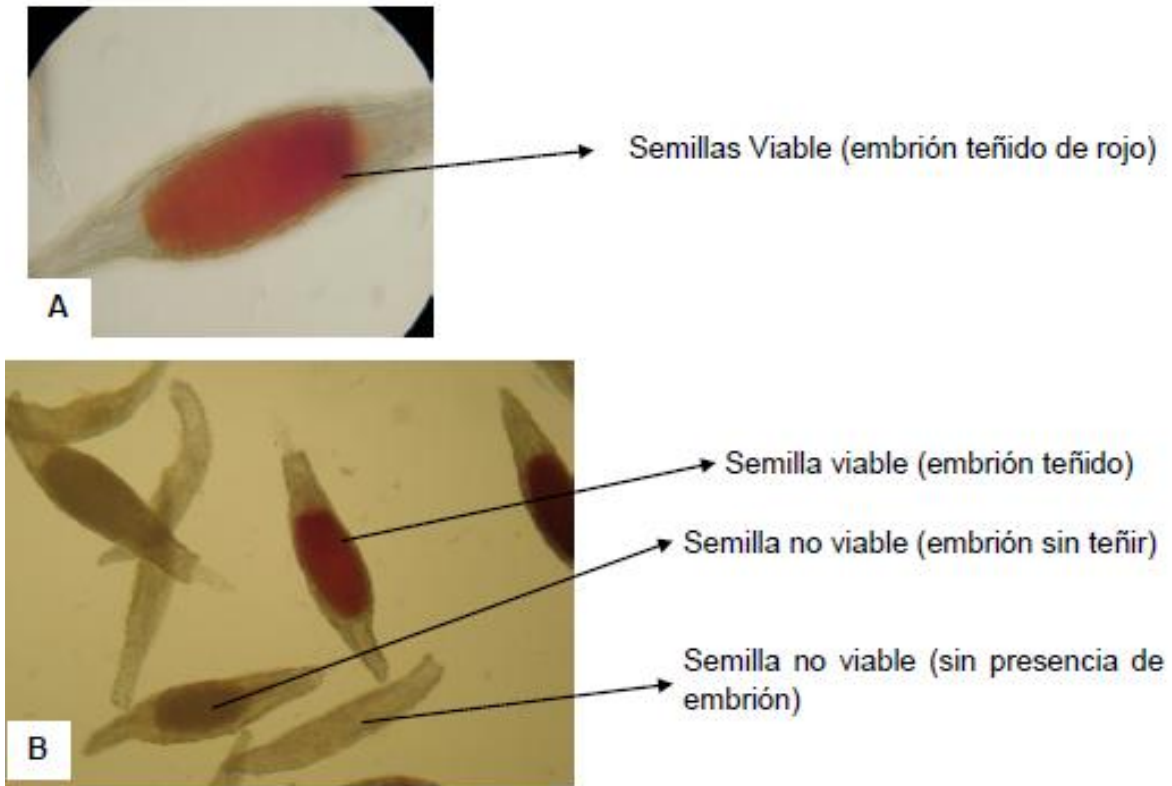 Semillas Viable (embrión teñido de rojo)
A
Semilla viable (embrión teñido)
Semilla no viable (embrión sin teñir)
Semilla no viable (sin presencia de
embrión)
B